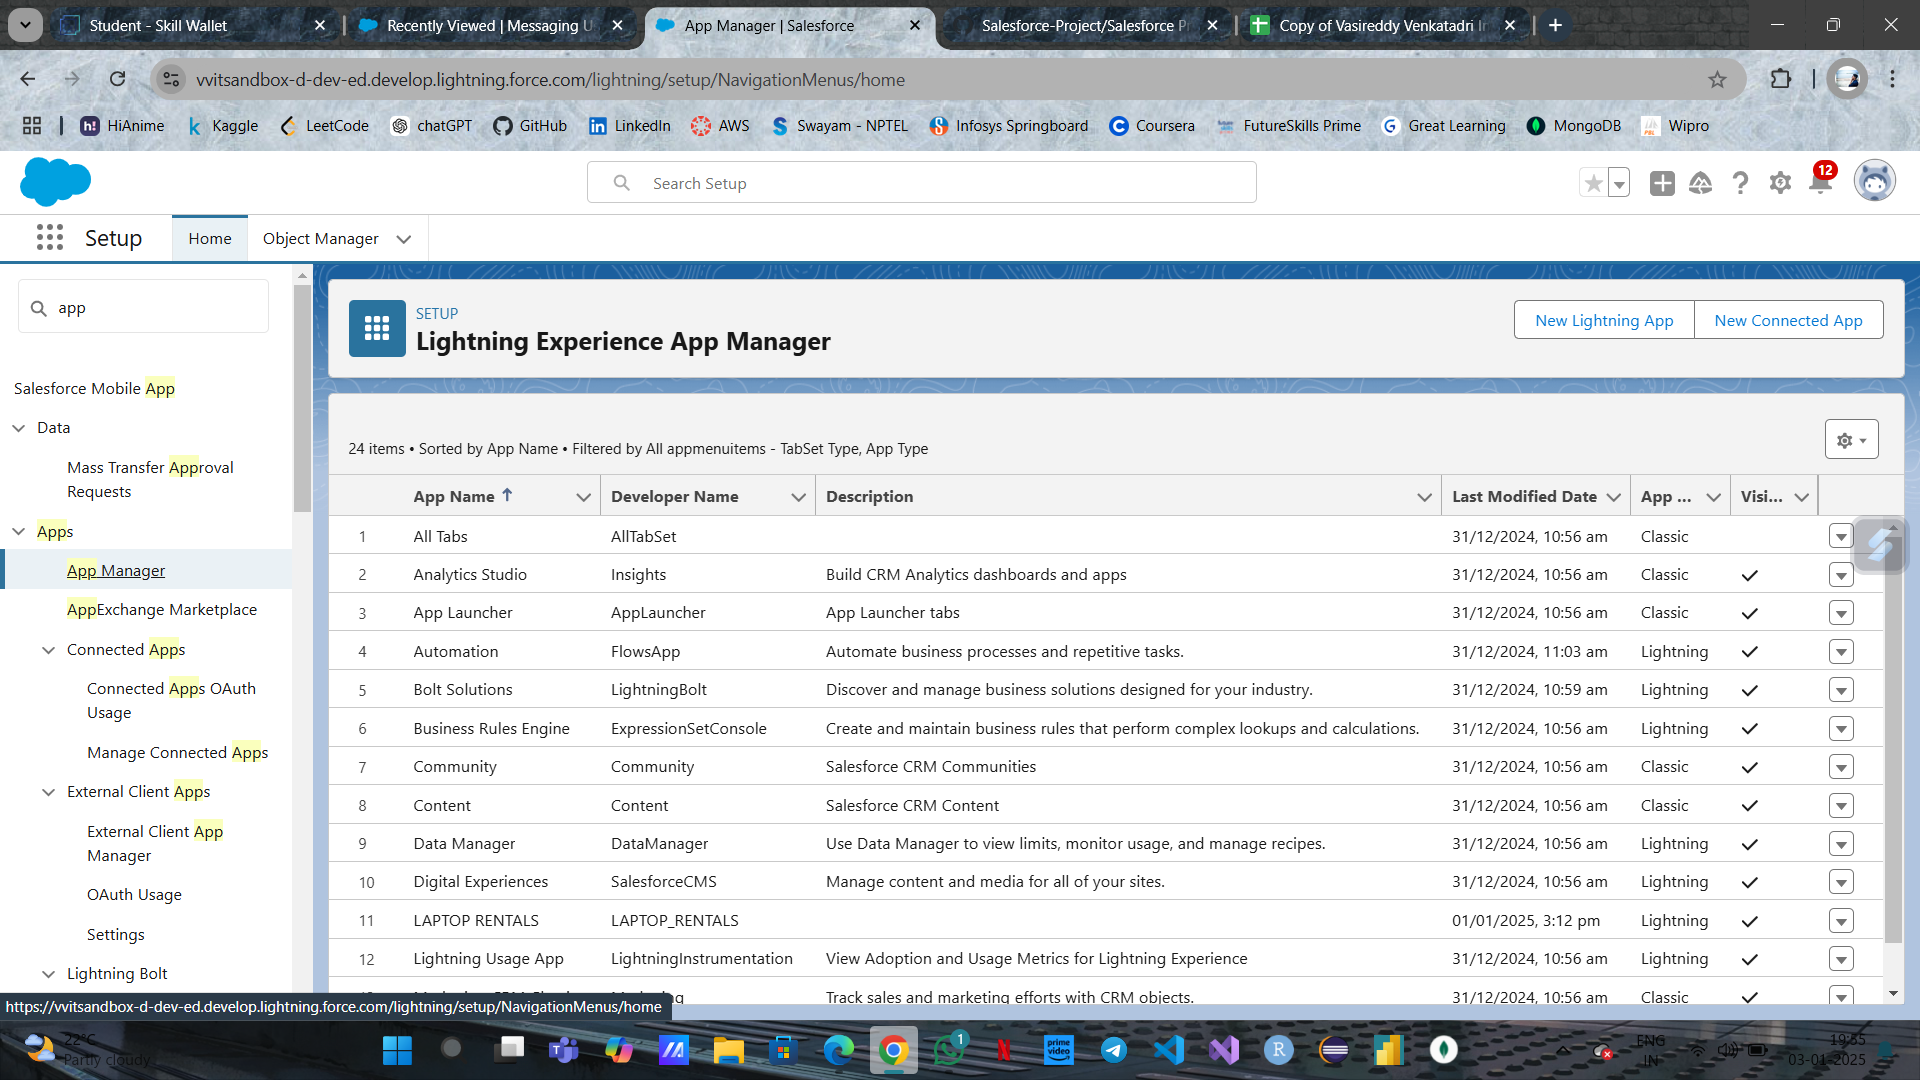 Student - Skill Wallet
Recently Viewed | Messaging U
App Manager | Salesforce
Salesforce-Project/Salesforce Pr
Copy of Vasireddy Venkatadri In
vvitsandbox-d-dev-ed.develop.lightning.force.com/lightning/setup/NavigationMenus/home
HiAnime
Kaggle
LeetCode
chatGPT
GitHub
LinkedIn
AWS
Swayam - NPTEL
Infosys Springboard
Coursera
FutureSkills Prime
Great Learning
MongoDB
Wipro
Search Setup
12
Setup
Home
Object Manager
app
Salesforce Mobile App
Data
Mass Transfer Approval
Requests
Apps
App Manager
AppExchange Marketplace
Connected Apps
Connected Apps OAuth
Usage
Manage Connected Apps
External Client Apps
External Client App
Manager
OAuth Usage
Settings
Lightning Bolt
SETUP
Lightning Experience App Manager
New Lightning App
New Connected App
24 items • Sorted by App Name • Filtered by All appmenuitems - TabSet Type, App Type
App Name Developer Name Description Last Modified Date App ... Visi...
1 All Tabs AllTabSet 31/12/2024, 10:56 am Classic
2 Analytics Studio Insights Build CRM Analytics dashboards and apps 31/12/2024, 10:56 am Classic
3 App Launcher AppLauncher App Launcher tabs 31/12/2024, 10:56 am Classic
4 Automation FlowsApp Automate business processes and repetitive tasks. 31/12/2024, 11:03 am Lightning
5 Bolt Solutions LightningBolt Discover and manage business solutions designed for your industry. 31/12/2024, 10:59 am Lightning
6 Business Rules Engine ExpressionSetConsole Create and maintain business rules that perform complex lookups and calculations. 31/12/2024, 10:56 am Lightning
7 Community Community Salesforce CRM Communities 31/12/2024, 10:56 am Classic
8 Content Content Salesforce CRM Content 31/12/2024, 10:56 am Classic
9 Data Manager DataManager Use Data Manager to view limits, monitor usage, and manage recipes. 31/12/2024, 10:56 am Lightning
10 Digital Experiences SalesforceCMS Manage content and media for all of your sites. 31/12/2024, 10:56 am Lightning
11 LAPTOP RENTALS LAPTOP_RENTALS 01/01/2025, 3:12 pm Lightning
12 Lightning Usage App LightningInstrumentation View Adoption and Usage Metrics for Lightning Experience 31/12/2024, 10:56 am Lightning
Track sales and marketing efforts with CRM objects. 31/12/2024, 10:56 am Classic
https://vvitsandbox-d-dev-ed.develop.lightning.force.com/lightning/setup/NavigationMenus/home
22°C
Partly cloudy
1
prime
video
ENG
IN
19:55
03-01-2025